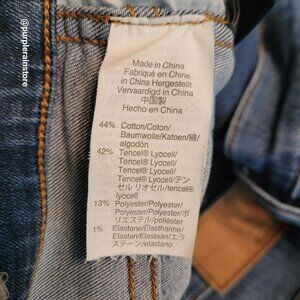 @purplerainstore
Made in China
Fabriqué en Chine
in China Hergestellt
Vervaardigd in China
中国製
Hecho en China
44% Cotton/Coton/
Baumwolle/Katoen/綿/
algodón
42% Tencel® Lyocell/
Tencel® Lyocell/
Tencel® Lyocell/
Tencel® Lyocell/テン
セル リオセル/tencel®
lyocell
13% Polyester/Polyester/
Polyester/Polyester/ポリ
エステル/poliéster
1% Elastane/Elasthanne/
Elastan/Elastaan/エラ
ステーン/elastano